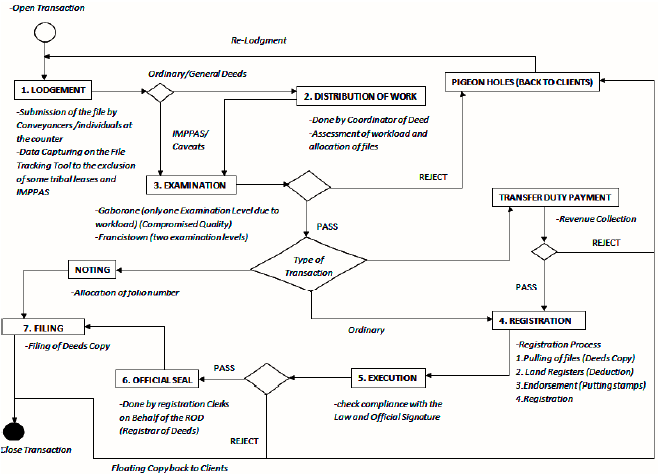 -Open Transaction
Re-Lodgment
Ordinary/General Deeds
1. LODGEMENT
PIGEON HOLES (BACK TO CLIENTS)
2. DISTRIBUTION OF WORK
-Submission of the file by
Conveyancers /individuals at
the counter
-Data Capturing on the File
Tracking Tool to the exclusion of
some tribal leases and
IMPPAS
-Done by Coordinator of Deed
-Assessment of workload and
allocation of files
IMPPAS/
Caveats
3. EXAMINATION
REJECT
TRANSFER DUTY PAYMENT
-Gaborone (only one Examination Level due to
workload) (Compromised Quality)
-Francistown (two examination levels)
PASS
-Revenue Collection
REJECT
Type of
Transaction
NOTING
PASS
-Allocation of folio number
Ordinary
4. REGISTRATION
7. FILING
-Filing of Deeds Copy
-Registration Process
1.Pulling of files (Deeds Copy)
2. Land Registers (Deduction)
3.Endorsement (Putting stamps)
4.Registration
PASS
6. OFFICIAL SEAL
5. EXECUTION
-Done by registration Clerks
on Behalf of the ROD
(Registrar of Deeds)
-check compliance with the
Law and Official Signature
REJECT
Close Transaction
Floating Copy back to Clients